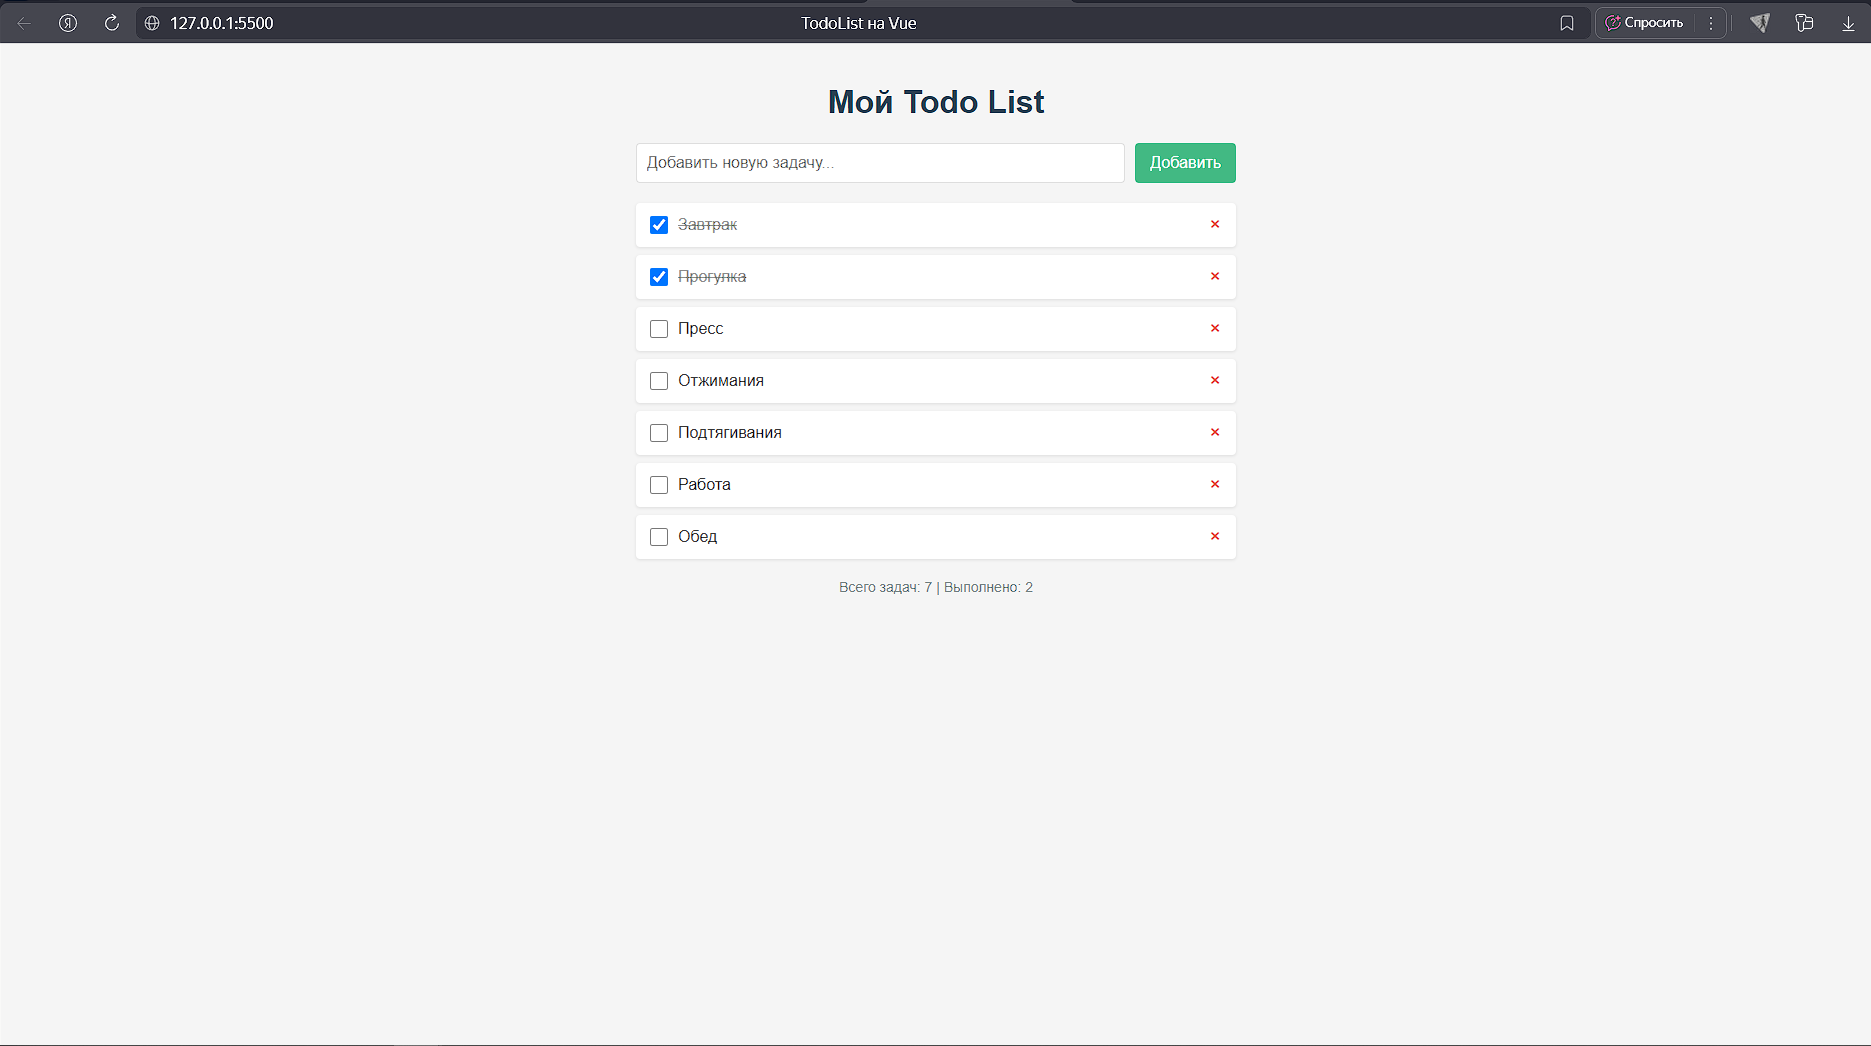 127.0.0.1:5500 TodoList на Vue Спросить
Мой Todo List
Добавить новую задачу... Добавить
Завтрак ×
Прогулка ×
Пресс ×
Отжимания ×
Подтягивания ×
Работа ×
Обед ×
Всего задач: 7 | Выполнено: 2